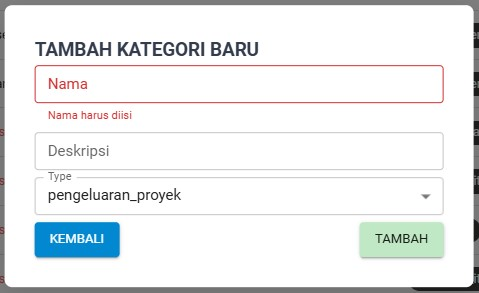 TAMBAH KATEGORI BARU
Nama
Nama harus diisi
Deskripsi
Type
pengeluaran_proyek
KEMBALI
TAMBAH